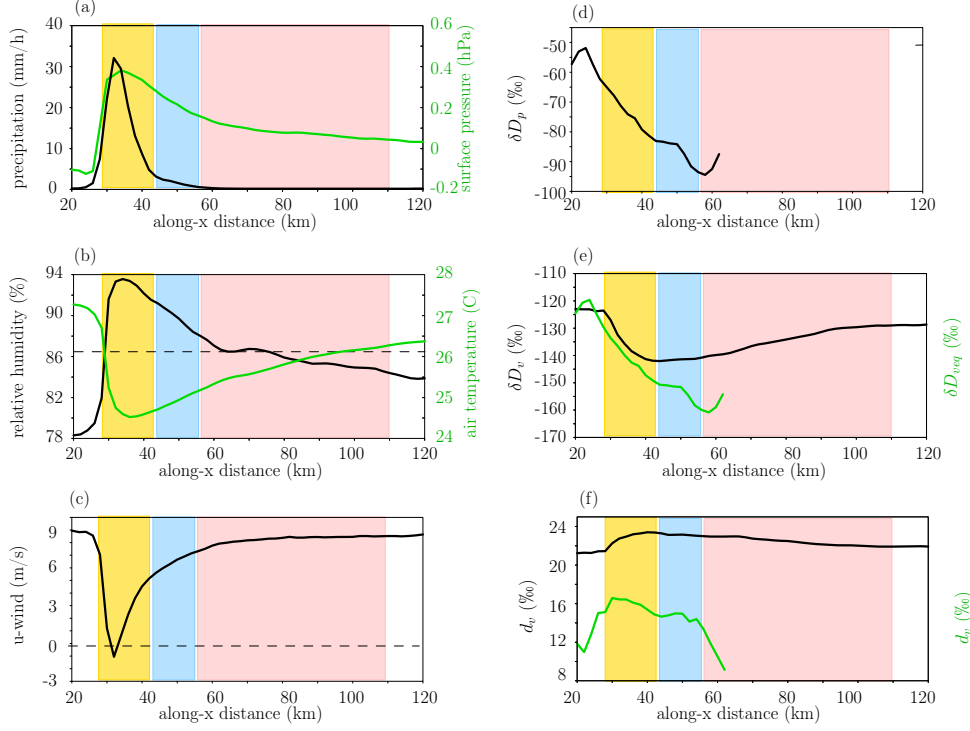 (a)
precipitation (mm/h)
40
30
20
10
0
0.6
0.4
0.2
0
-0.2
surface pressure (hPa)
20 40 60 80 100 120
along-x distance (km)
(d)
δD_p (‰)
-50
-60
-70
-80
-90
-100
20 40 60 80 100 120
along-x distance (km)
(b)
relative humidity (%)
94
90
86
82
78
28
27
26
25
24
air temperature (C)
20 40 60 80 100 120
along-x distance (km)
(e)
δD_v (‰)
-110
-120
-130
-140
-150
-160
-170
δD_veq (‰)
20 40 60 80 100 120
along-x distance (km)
(c)
u-wind (m/s)
9
6
3
0
-3
20 40 60 80 100 120
along-x distance (km)
(f)
d_v (‰)
24
20
16
12
8
d_v (‰)
20 40 60 80 100 120
along-x distance (km)